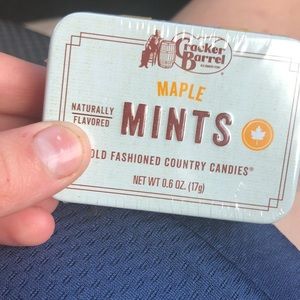 Cracker
Barrel
MAPLE
NATURALLY
FLAVORED
MINTS
OLD FASHIONED COUNTRY CANDIES®
NET WT 0.6 OZ. (17g)